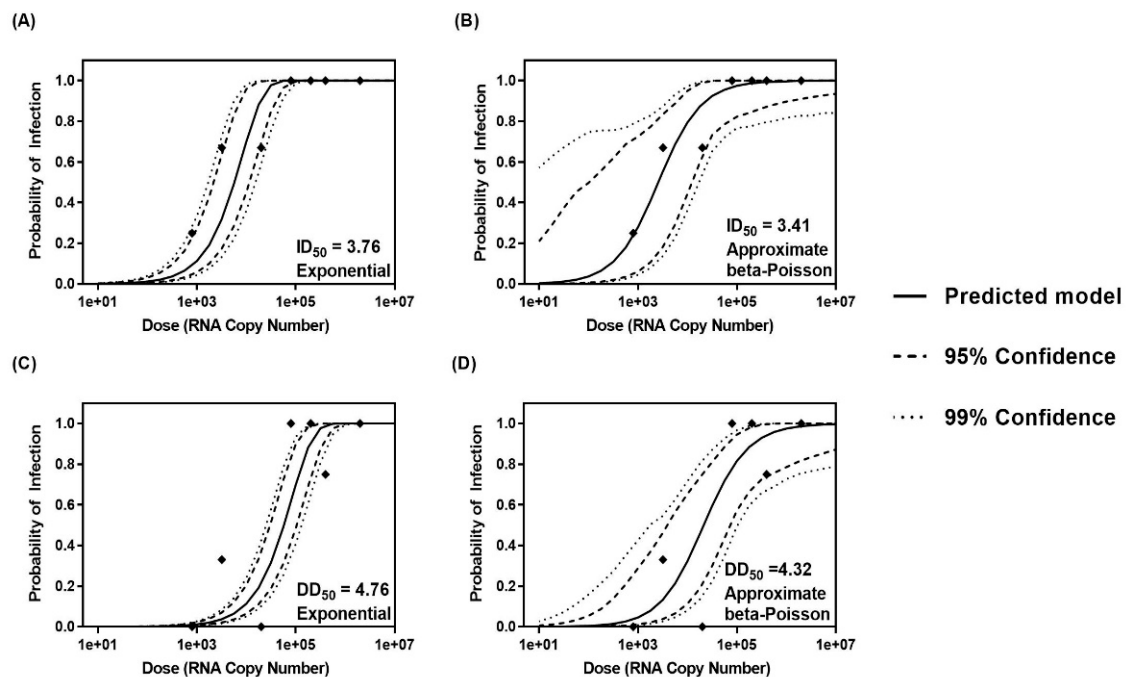 (A)
Probability of Infection
1.0
0.8
0.6
0.4
0.2
0.0
ID50 = 3.76
Exponential
1e+01 1e+03 1e+05 1e+07
Dose (RNA Copy Number)
(B)
Probability of Infection
1.0
0.8
0.6
0.4
0.2
0.0
ID50 = 3.41
Approximate
beta-Poisson
1e+01 1e+03 1e+05 1e+07
Dose (RNA Copy Number)
Predicted model
95% Confidence
99% Confidence
(C)
Probability of Infection
1.0
0.8
0.6
0.4
0.2
0.0
DD50 = 4.76
Exponential
1e+01 1e+03 1e+05 1e+07
Dose (RNA Copy Number)
(D)
Probability of Infection
1.0
0.8
0.6
0.4
0.2
0.0
DD50 =4.32
Approximate
beta-Poisson
1e+01 1e+03 1e+05 1e+07
Dose (RNA Copy Number)